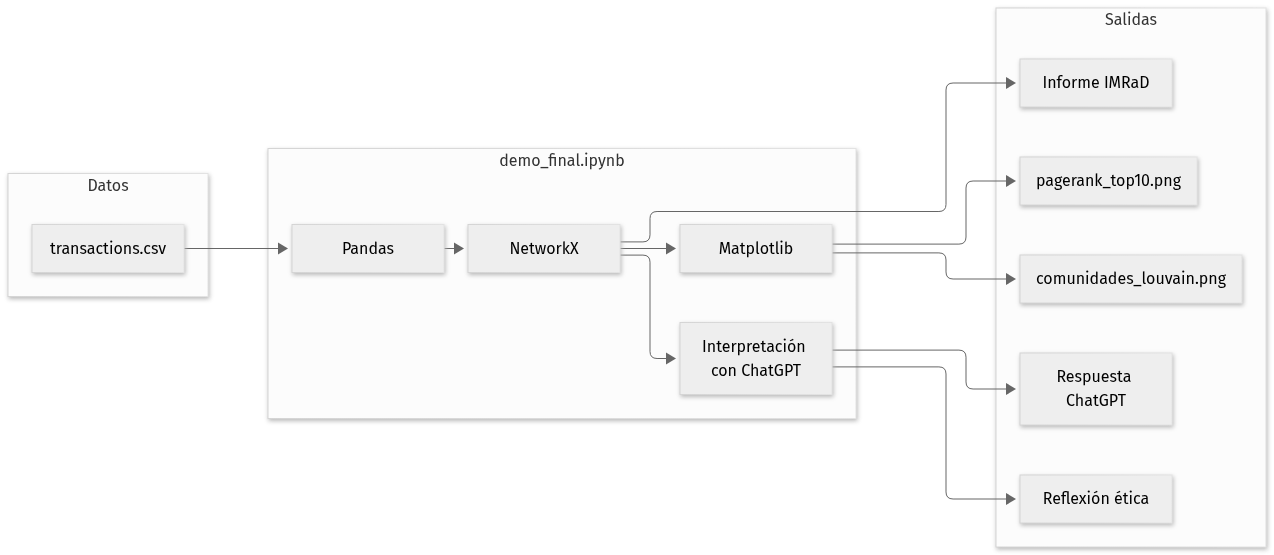 Datos
transactions.csv
demo_final.ipynb
Pandas
NetworkX
Matplotlib
Interpretación
con ChatGPT
Salidas
Informe IMRaD
pagerank_top10.png
comunidades_louvain.png
Respuesta
ChatGPT
Reflexión ética